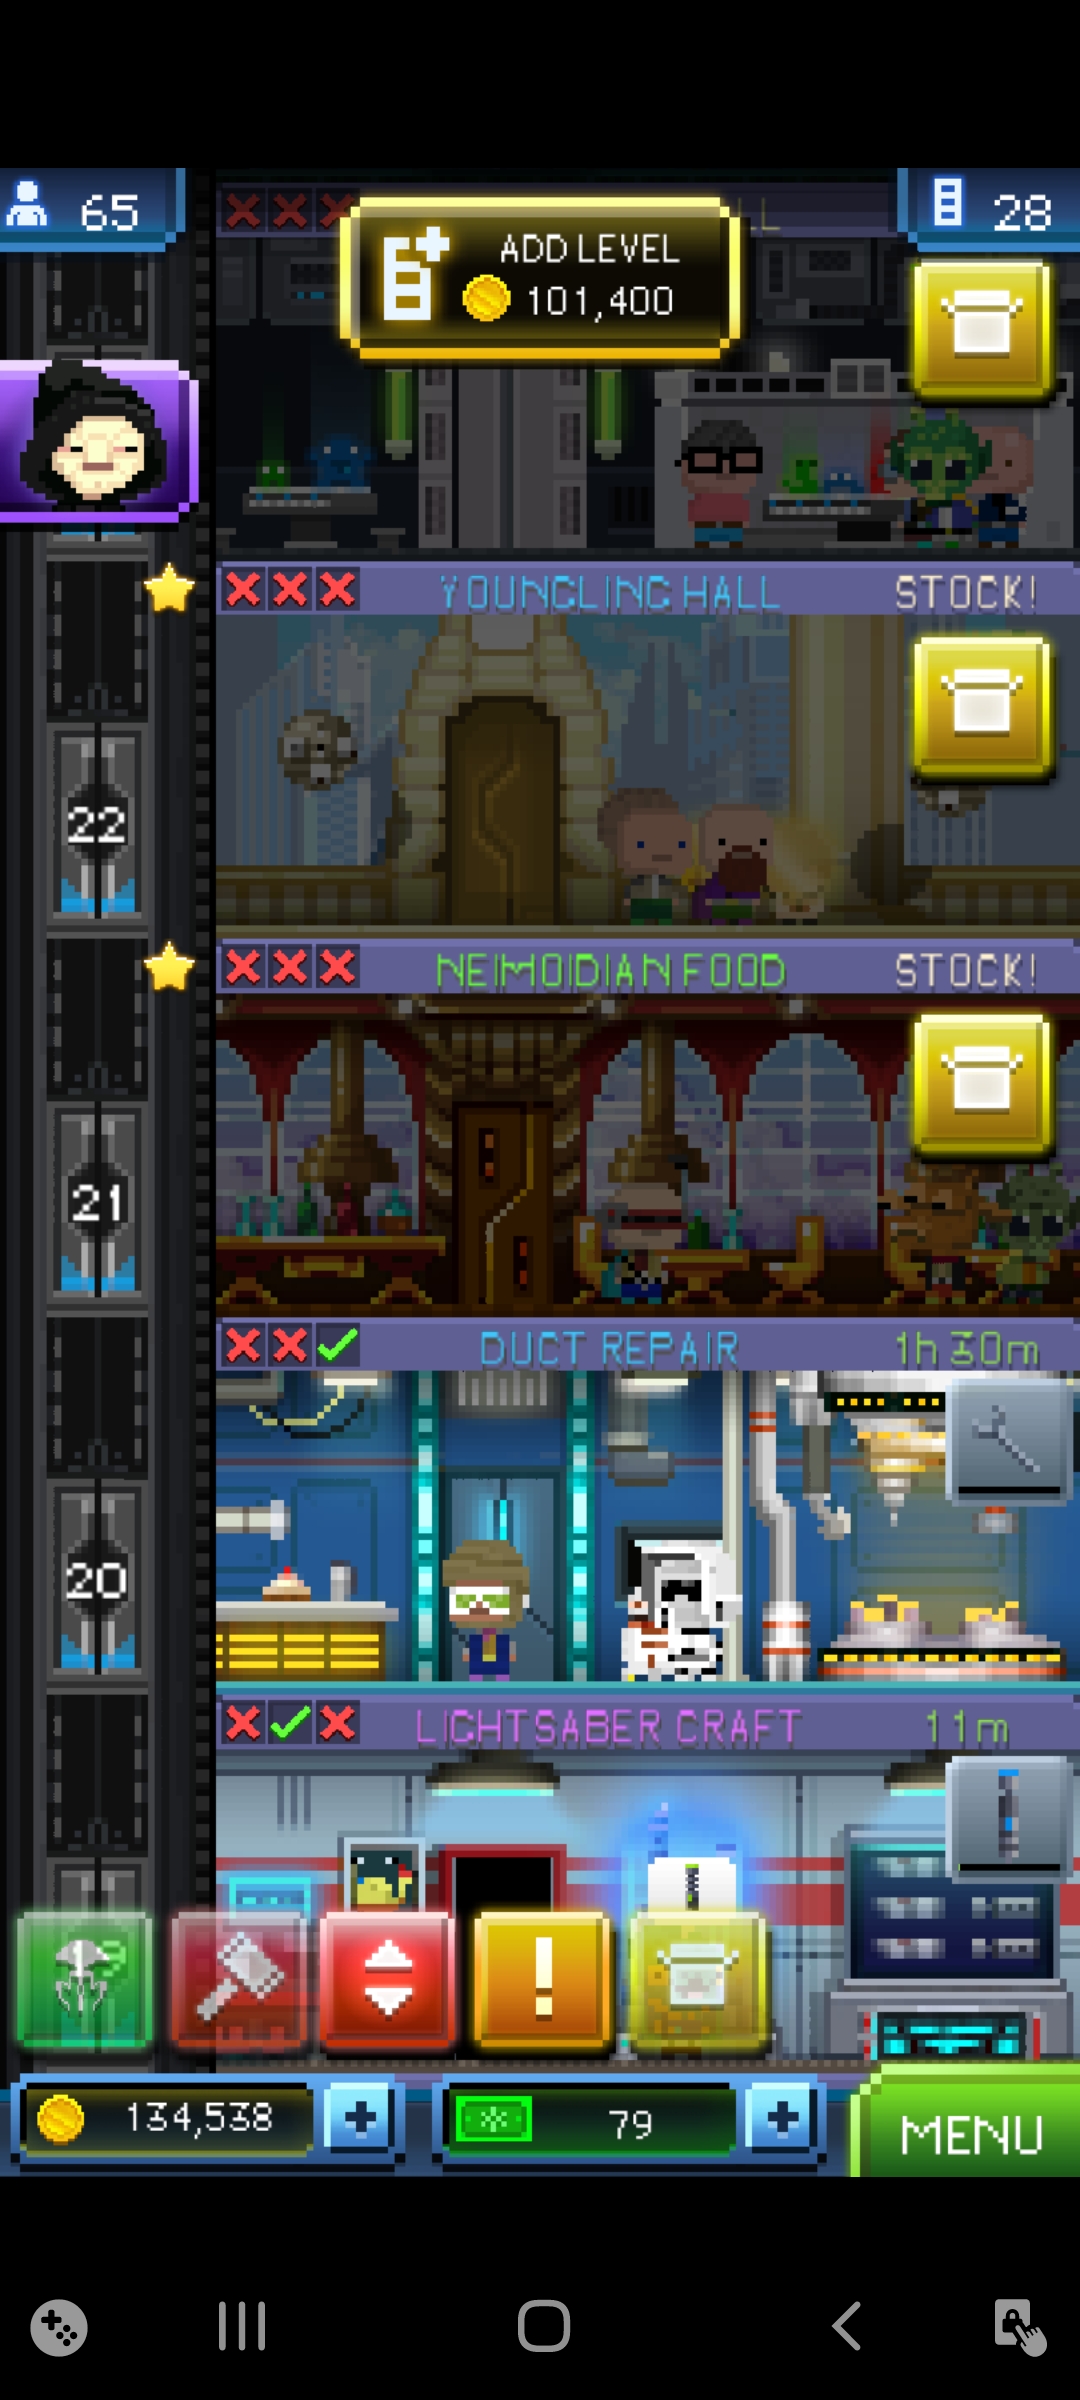 65
28
ADD LEVEL
101,400
YOUNGLING HALL STOCK!
22
NEIMOIDIAN FOOD STOCK!
21
DUCT REPAIR 1h 30m
20
LIGHTSABER CRAFT 11m
!
134,538 + 79 + MENU